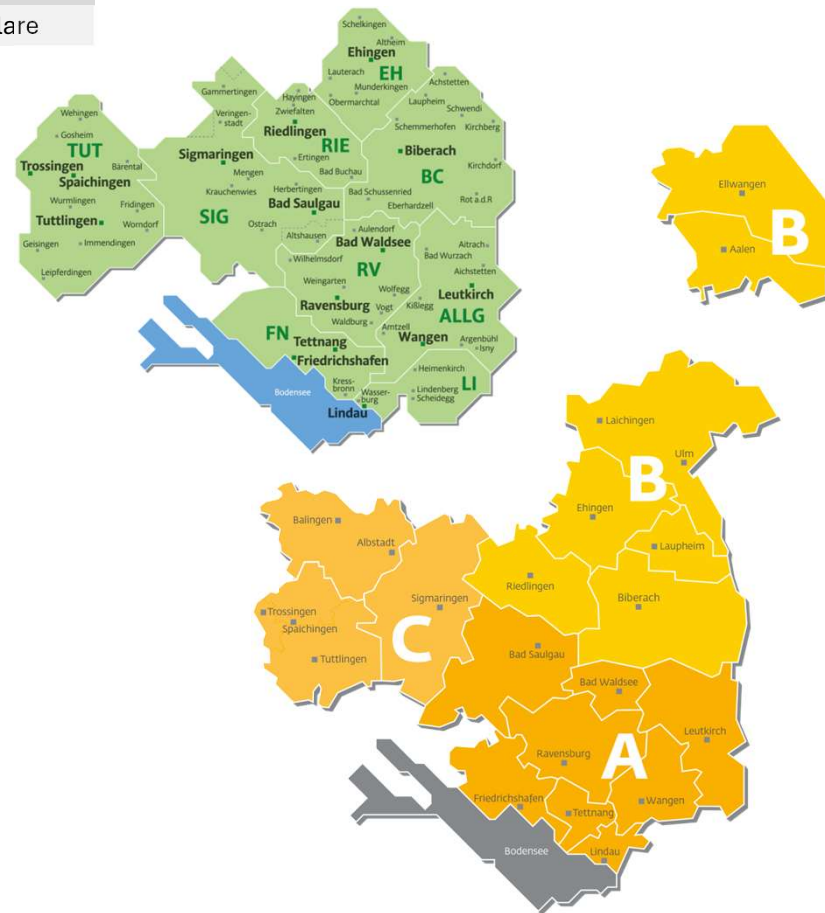 lare
Schelkingen
Altheim
Ehingen
EH
Lauterach
Munderkingen
Obermarchtal
Achstetten
Laupheim
Schwendi
Schemmerhofen
Kirchberg
Biberach
BC
Kirchdorf
Rot a.d.R
Bad Schussenried
Eberhardzell
Gammertingen
Veringen-
stadt
Hayingen
Zwiefalten
Riedlingen
RIE
Ertingen
Bad Buchau
Sigmaringen
Mengen
Krauchenwies
Herbertingen
Bad Saulgau
SIG
Ostrach
Wehingen
Gosheim
TUT
Trossingen
Bärental
Spaichingen
Wurmlingen
Fridingen
Tuttlingen
Worndorf
Geisingen
Immendingen
Leipferdingen
Altshausen
Aulendorf
Bad Waldsee
Wilhelmsdorf
RV
Weingarten
Wolfegg
Ravensburg
Vogt
Waldburg
Aitrach
Bad Wurzach
Aichstetten
Leutkirch
Kißlegg
ALLG
Amtzell
Wangen
Argenbühl
Isny
FN
Tettnang
Friedrichshafen
Kress-
bronn
Wasser-
burg
Heimenkirch
LI
Lindenberg
Scheidegg
Bodensee
Lindau
Ellwangen
B
Aalen
Laichingen
Ulm
B
Ehingen
Laupheim
Riedlingen
Biberach
Balingen
Albstadt
Sigmaringen
Trossingen
Spaichingen
C
Tuttlingen
Bad Saulgau
Bad Waldsee
Leutkirch
Ravensburg
A
Friedrichshafen
Wangen
Tettnang
Bodensee
Lindau